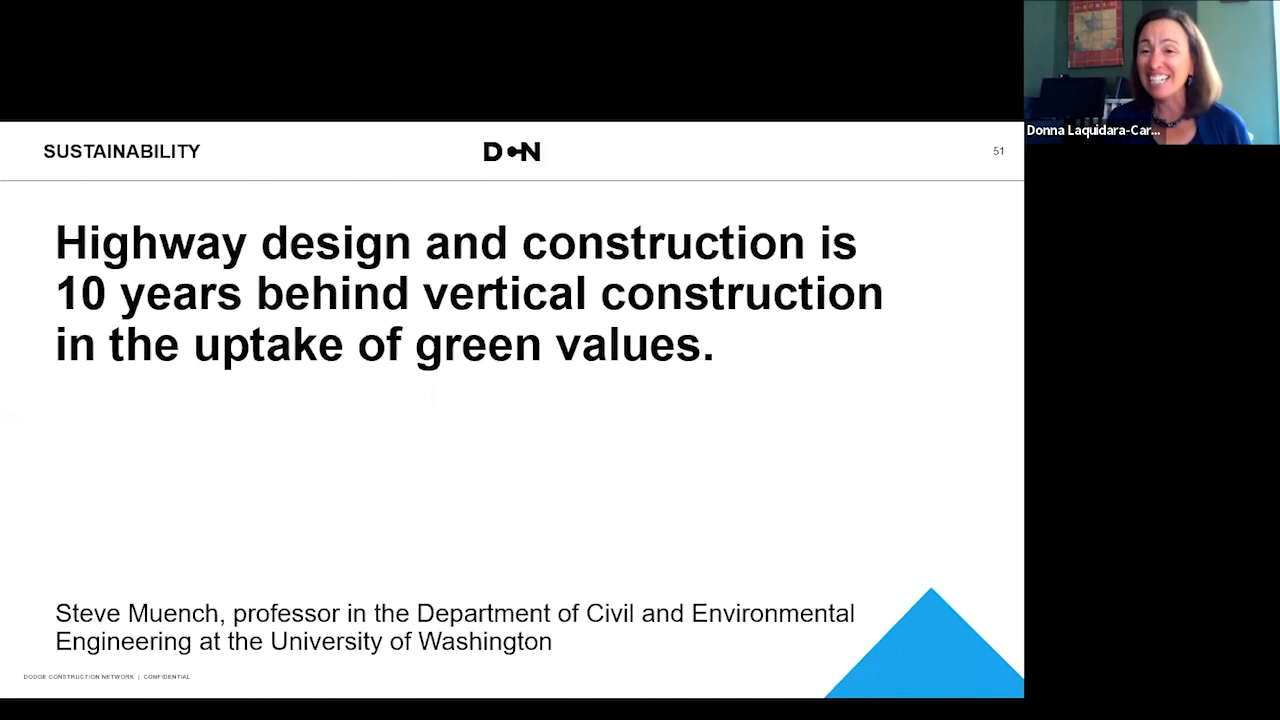 Donna Laquidara-Car...
SUSTAINABILITY
D N
51
Highway design and construction is
10 years behind vertical construction
in the uptake of green values.
Steve Muench, professor in the Department of Civil and Environmental
Engineering at the University of Washington
DODGE CONSTRUCTION NETWORK | CONFIDENTIAL